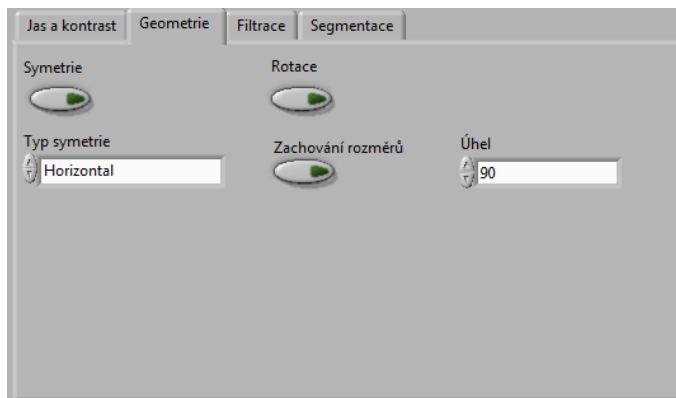 Jas a kontrast Geometrie Filtrace Segmentace
Symetrie Rotace
Typ symetrie Zachování rozměrů Úhel
Horizontal 90